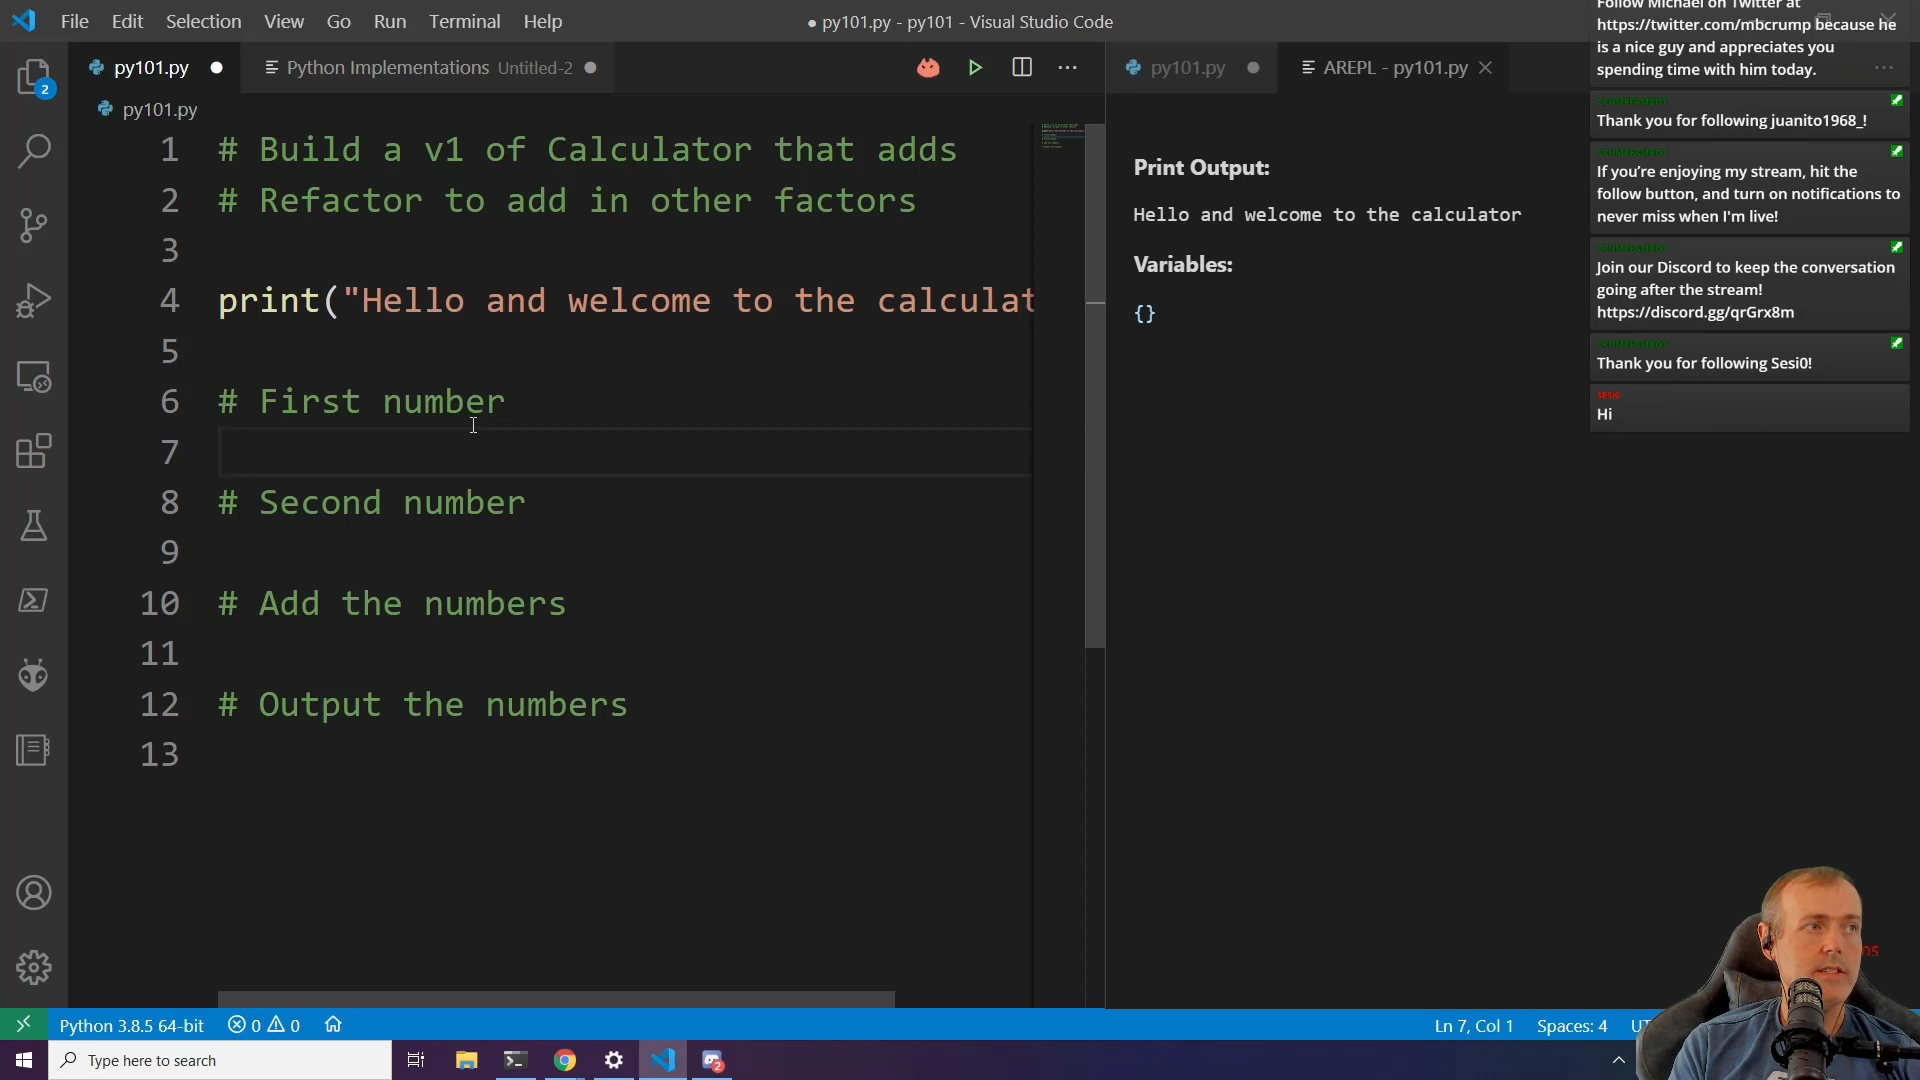 File Edit Selection View Go Run Terminal Help
● py101.py - py101 - Visual Studio Code
py101.py ●
Python Implementations Untitled-2 ●
py101.py ●
AREPL - py101.py
2
py101.py
1 # Build a v1 of Calculator that adds
2 # Refactor to add in other factors
3
4 print("Hello and welcome to the calculat
5
6 # First number
7
8 # Second number
9
10 # Add the numbers
11
12 # Output the numbers
13
Print Output:
Hello and welcome to the calculator
Variables:
{}
Follow Michael on Twitter at
https://twitter.com/mbcrump because he
is a nice guy and appreciates you
spending time with him today.
Thank you for following juanito1968_!
If you're enjoying my stream, hit the
follow button, and turn on notifications to
never miss when I'm live!
Join our Discord to keep the conversation
going after the stream!
https://discord.gg/qrGrx8m
Thank you for following Sesi0!
SESI0
Hi
Python 3.8.5 64-bit
0 0
Ln 7, Col 1 Spaces: 4 UT
Type here to search
2